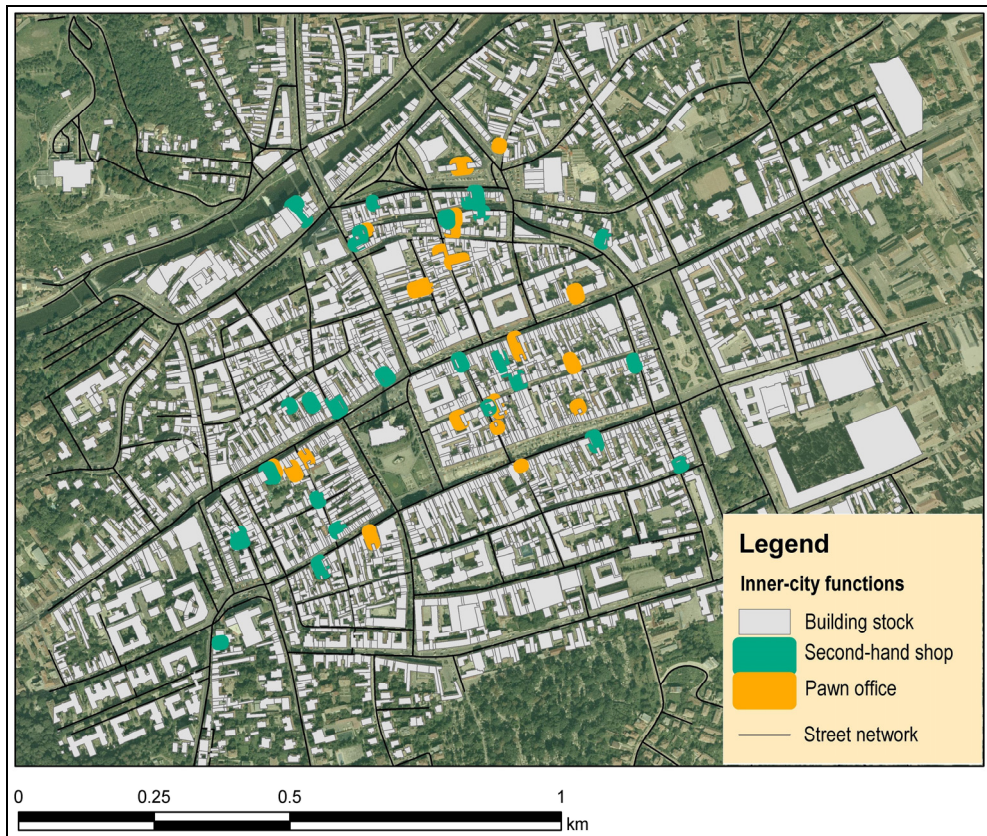 Legend
Inner-city functions
Building stock
Second-hand shop
Pawn office
Street network
0 0.25 0.5 1
km